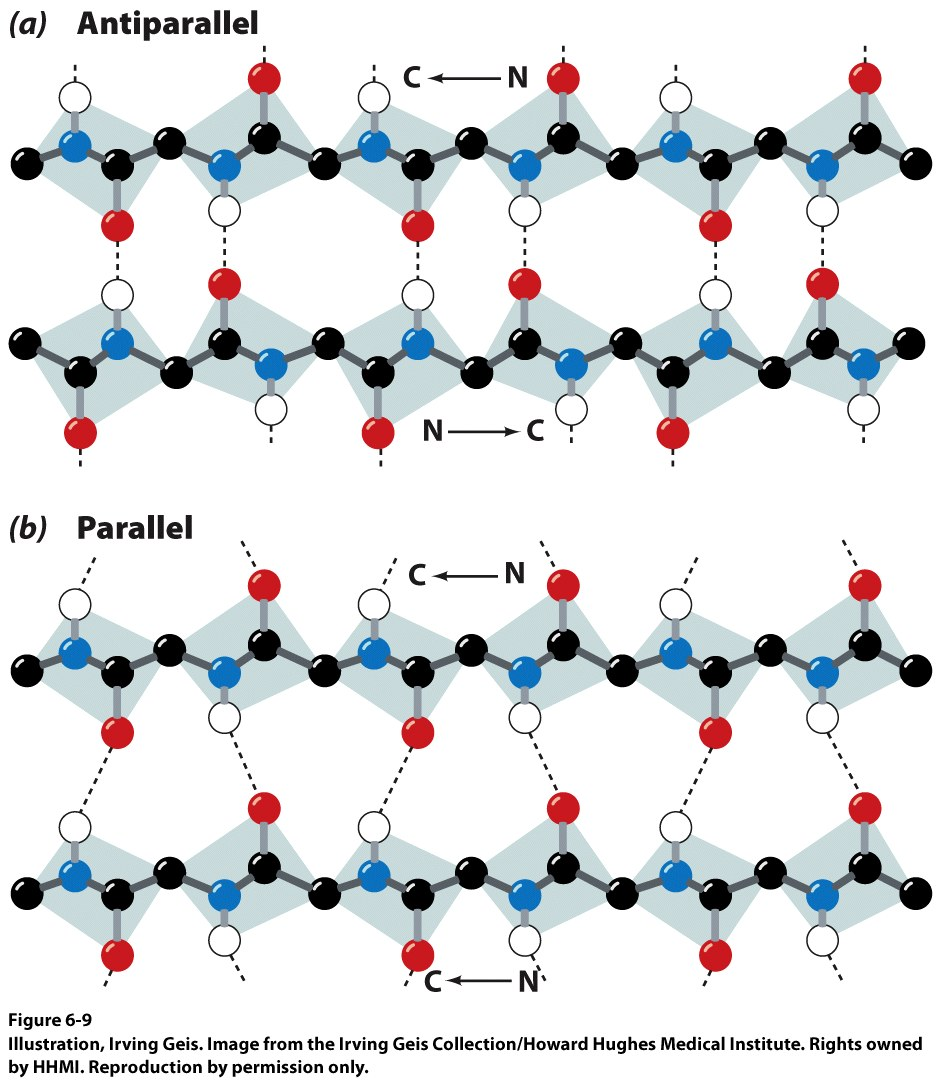 (a) Antiparallel
C N
N C
(b) Parallel
C N
C N
Figure 6-9
Illustration, Irving Geis. Image from the Irving Geis Collection/Howard Hughes Medical Institute. Rights owned
by HHMI. Reproduction by permission only.